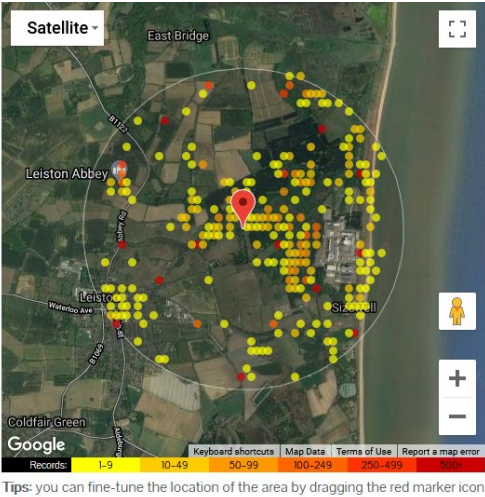 Satellite
East Bridge
B1122
Leiston Abbey
Abbey Rd
Leiston
Waterloo Ave
Sizewell
B1069
Coldfair Green
Google
Keyboard shortcuts Map Data Terms of Use Report a map error
Records: 1-9 10-49 50-99 100-249 250-499 500+
Tips: you can fine-tune the location of the area by dragging the red marker icon